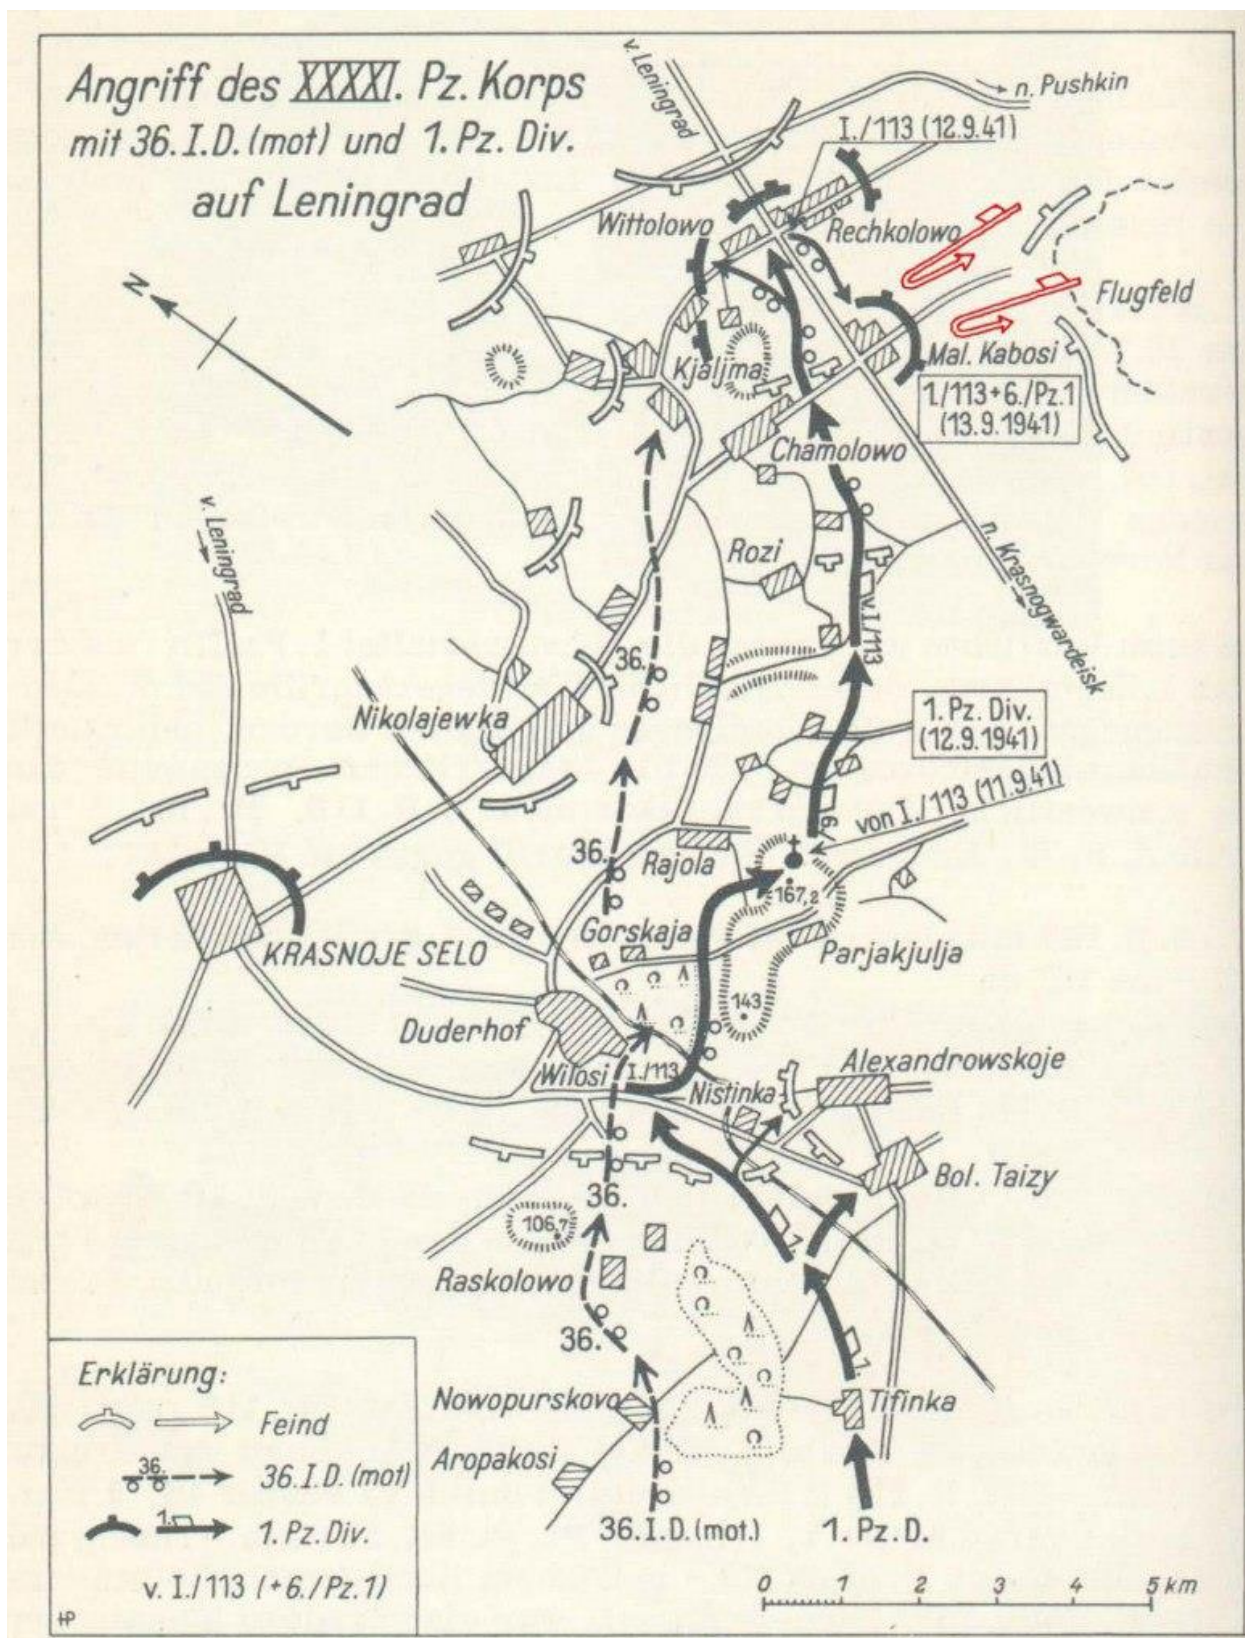 Angriff des XXXXI. Pz. Korps
mit 36. I.D. (mot) und 1. Pz. Div.
auf Leningrad
v. Leningrad
n. Pushkin
I./113 (12.9.41)
Wittolowo
Rechkolowo
N
Flugfeld
Kjaljma
Mal. Kabosi
1./113+6./Pz.1
(13.9.1941)
Chamolowo
v. Leningrad
Rozi
n. Krasnogwardeisk
v. I./113
36.
Nikolajewka
1. Pz. Div.
(12.9.1941)
6./
von I./113 (11.9.41)
36.
Rajola
167,2
Gorskaja
KRASNOJE SELO
Parjakjulja
143
Duderhof
Wilosi
I./113
Nistinka
Alexandrowskoje
Bol. Taizy
36.
106,7
1.
Raskolowo
36.
1.
Nowopurskovo
Tifinka
Aropakosi
36.I.D.(mot.)
1.Pz.D.
Erklärung:
Feind
36.
36.I.D.(mot)
1.
1.Pz.Div.
v. I./113 (+6./Pz.1)
HP
0 1 2 3 4 5 km